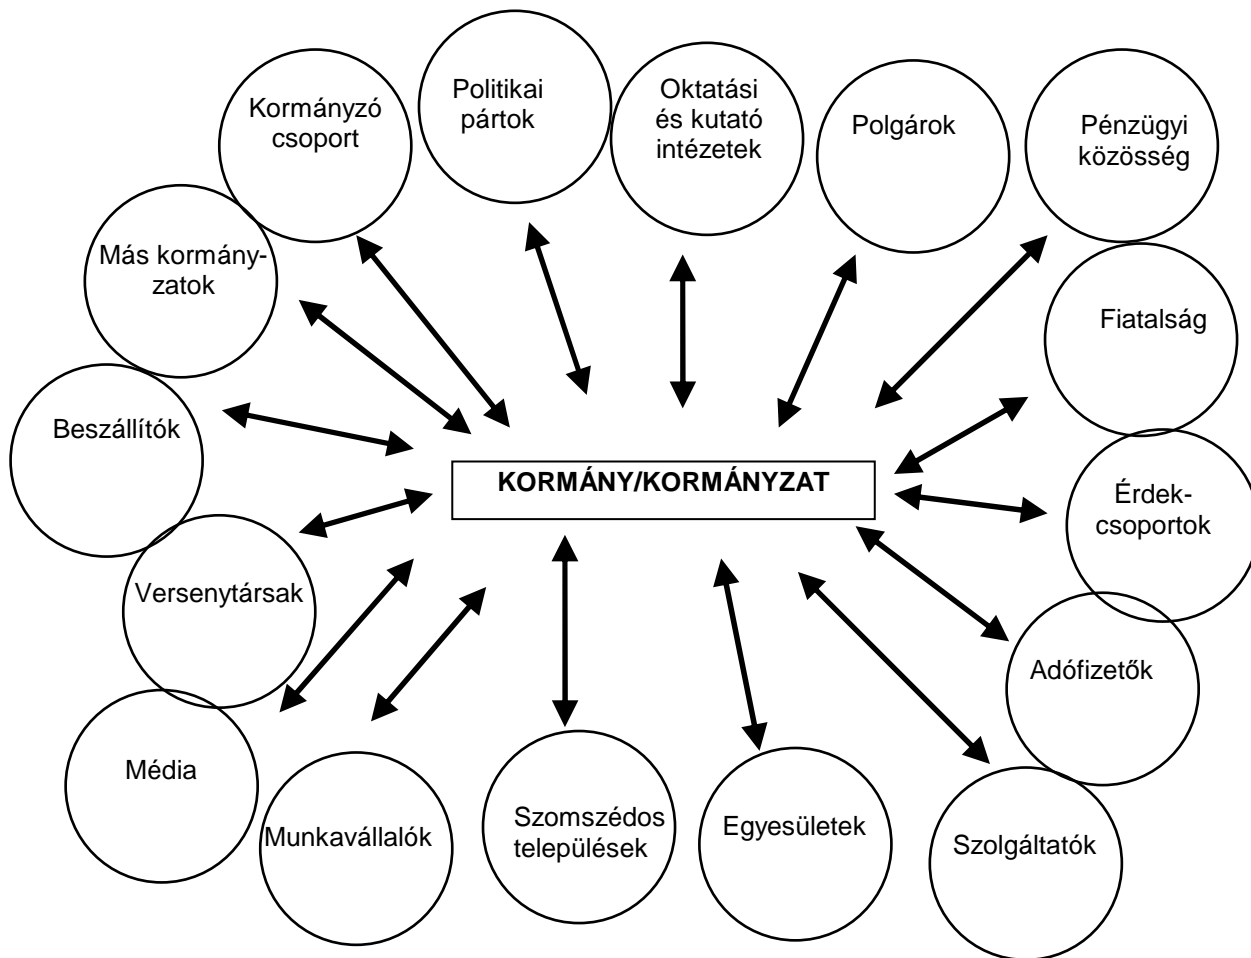 Politikai
pártok
Oktatási
és kutató
intézetek
Kormányzó
csoport
Polgárok
Pénzügyi
közösség
Más kormány-
zatok
Fiatalság
Beszállítók
KORMÁNY/KORMÁNYZAT
Érdek-
csoportok
Versenytársak
Adófizetők
Média
Munkavállalók
Szomszédos
települések
Egyesületek
Szolgáltatók